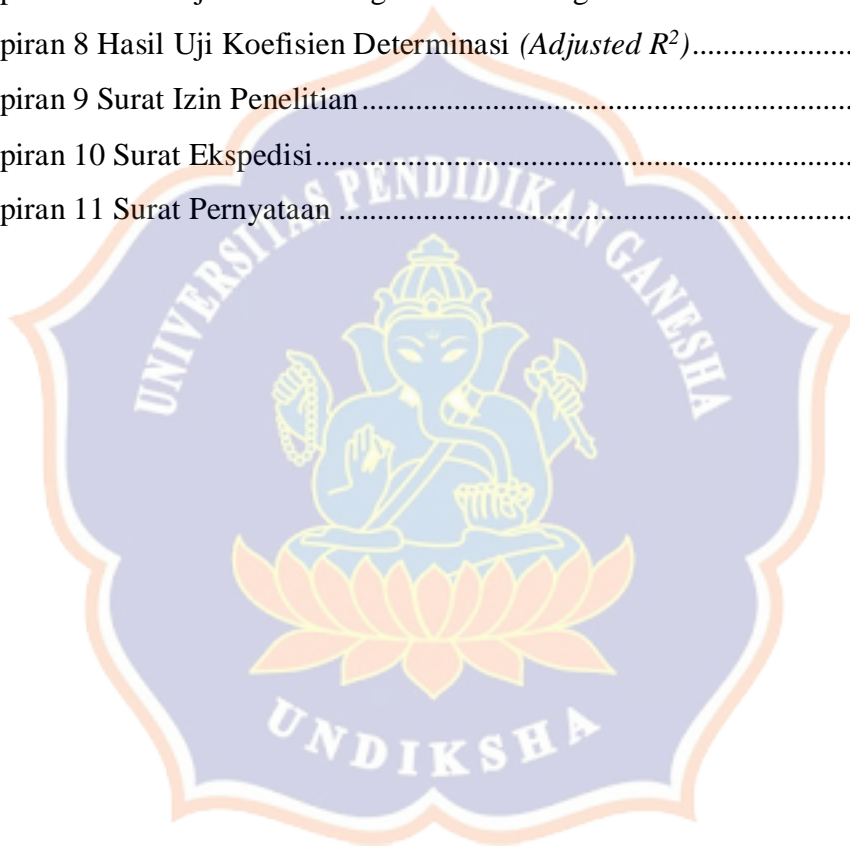 piran 8 Hasil Uji Koefisien Determinasi (Adjusted R²)....................
piran 9 Surat Izin Penelitian................................................................
piran 10 Surat Ekspedisi......................................................................
piran 11 Surat Pernyataan ...................................................................
UNIVERSITAS PENDIDIKAN GANESHA
UNDIKSHA